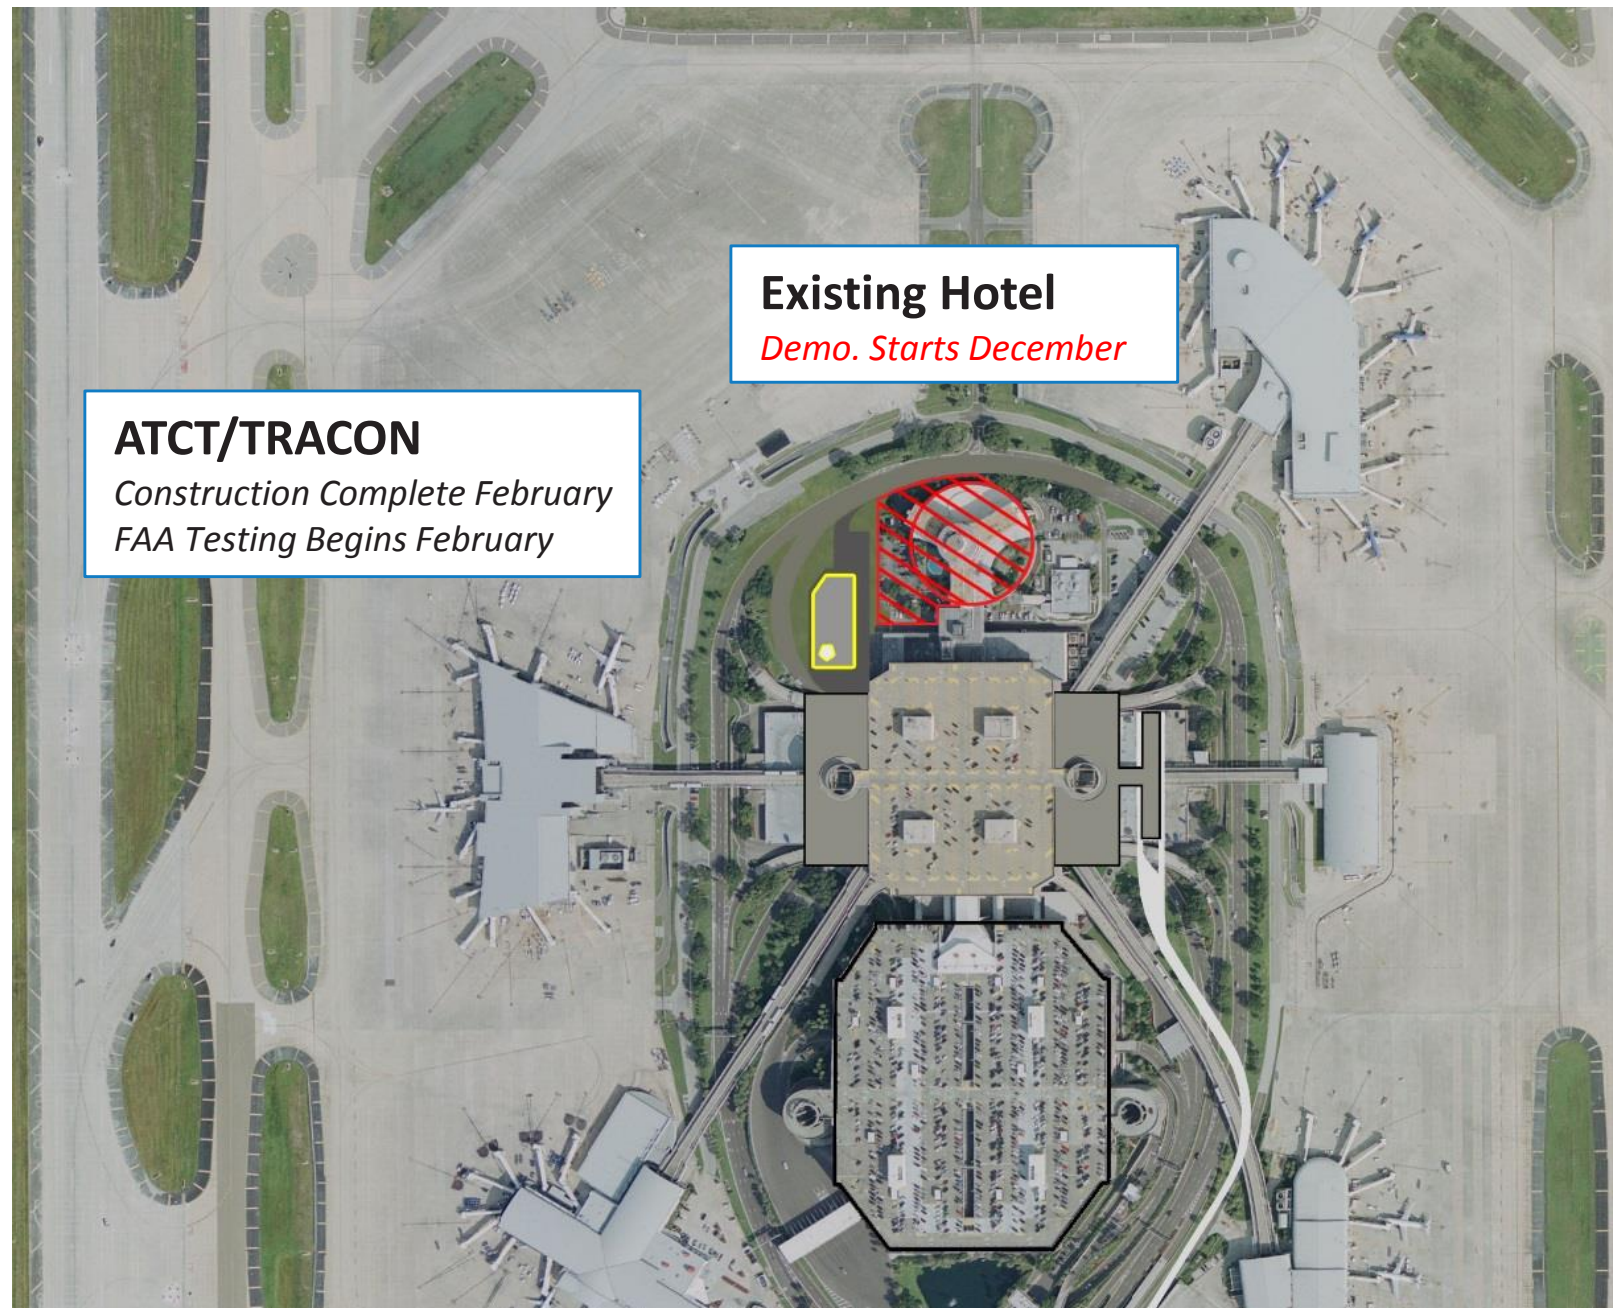 Existing Hotel
Demo. Starts December
ATCT/TRACON
Construction Complete February
FAA Testing Begins February